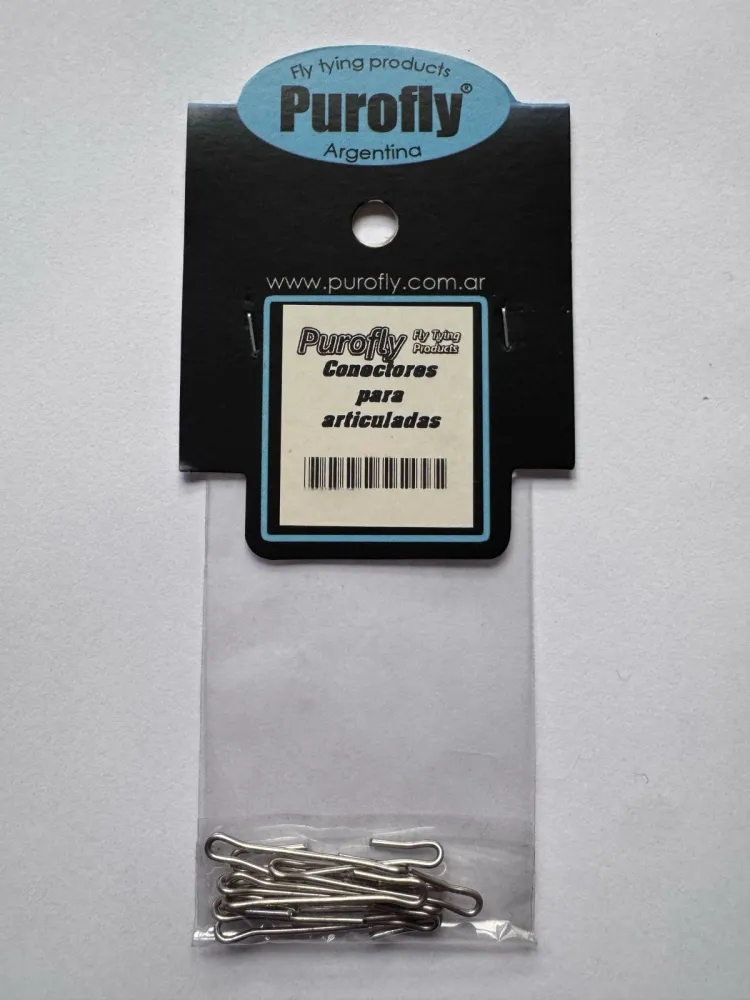 Fly tying products
Purofly®
Argentina
www.purofly.com.ar
Purofly Fly Tying
Products
Conectores
para
articuladas